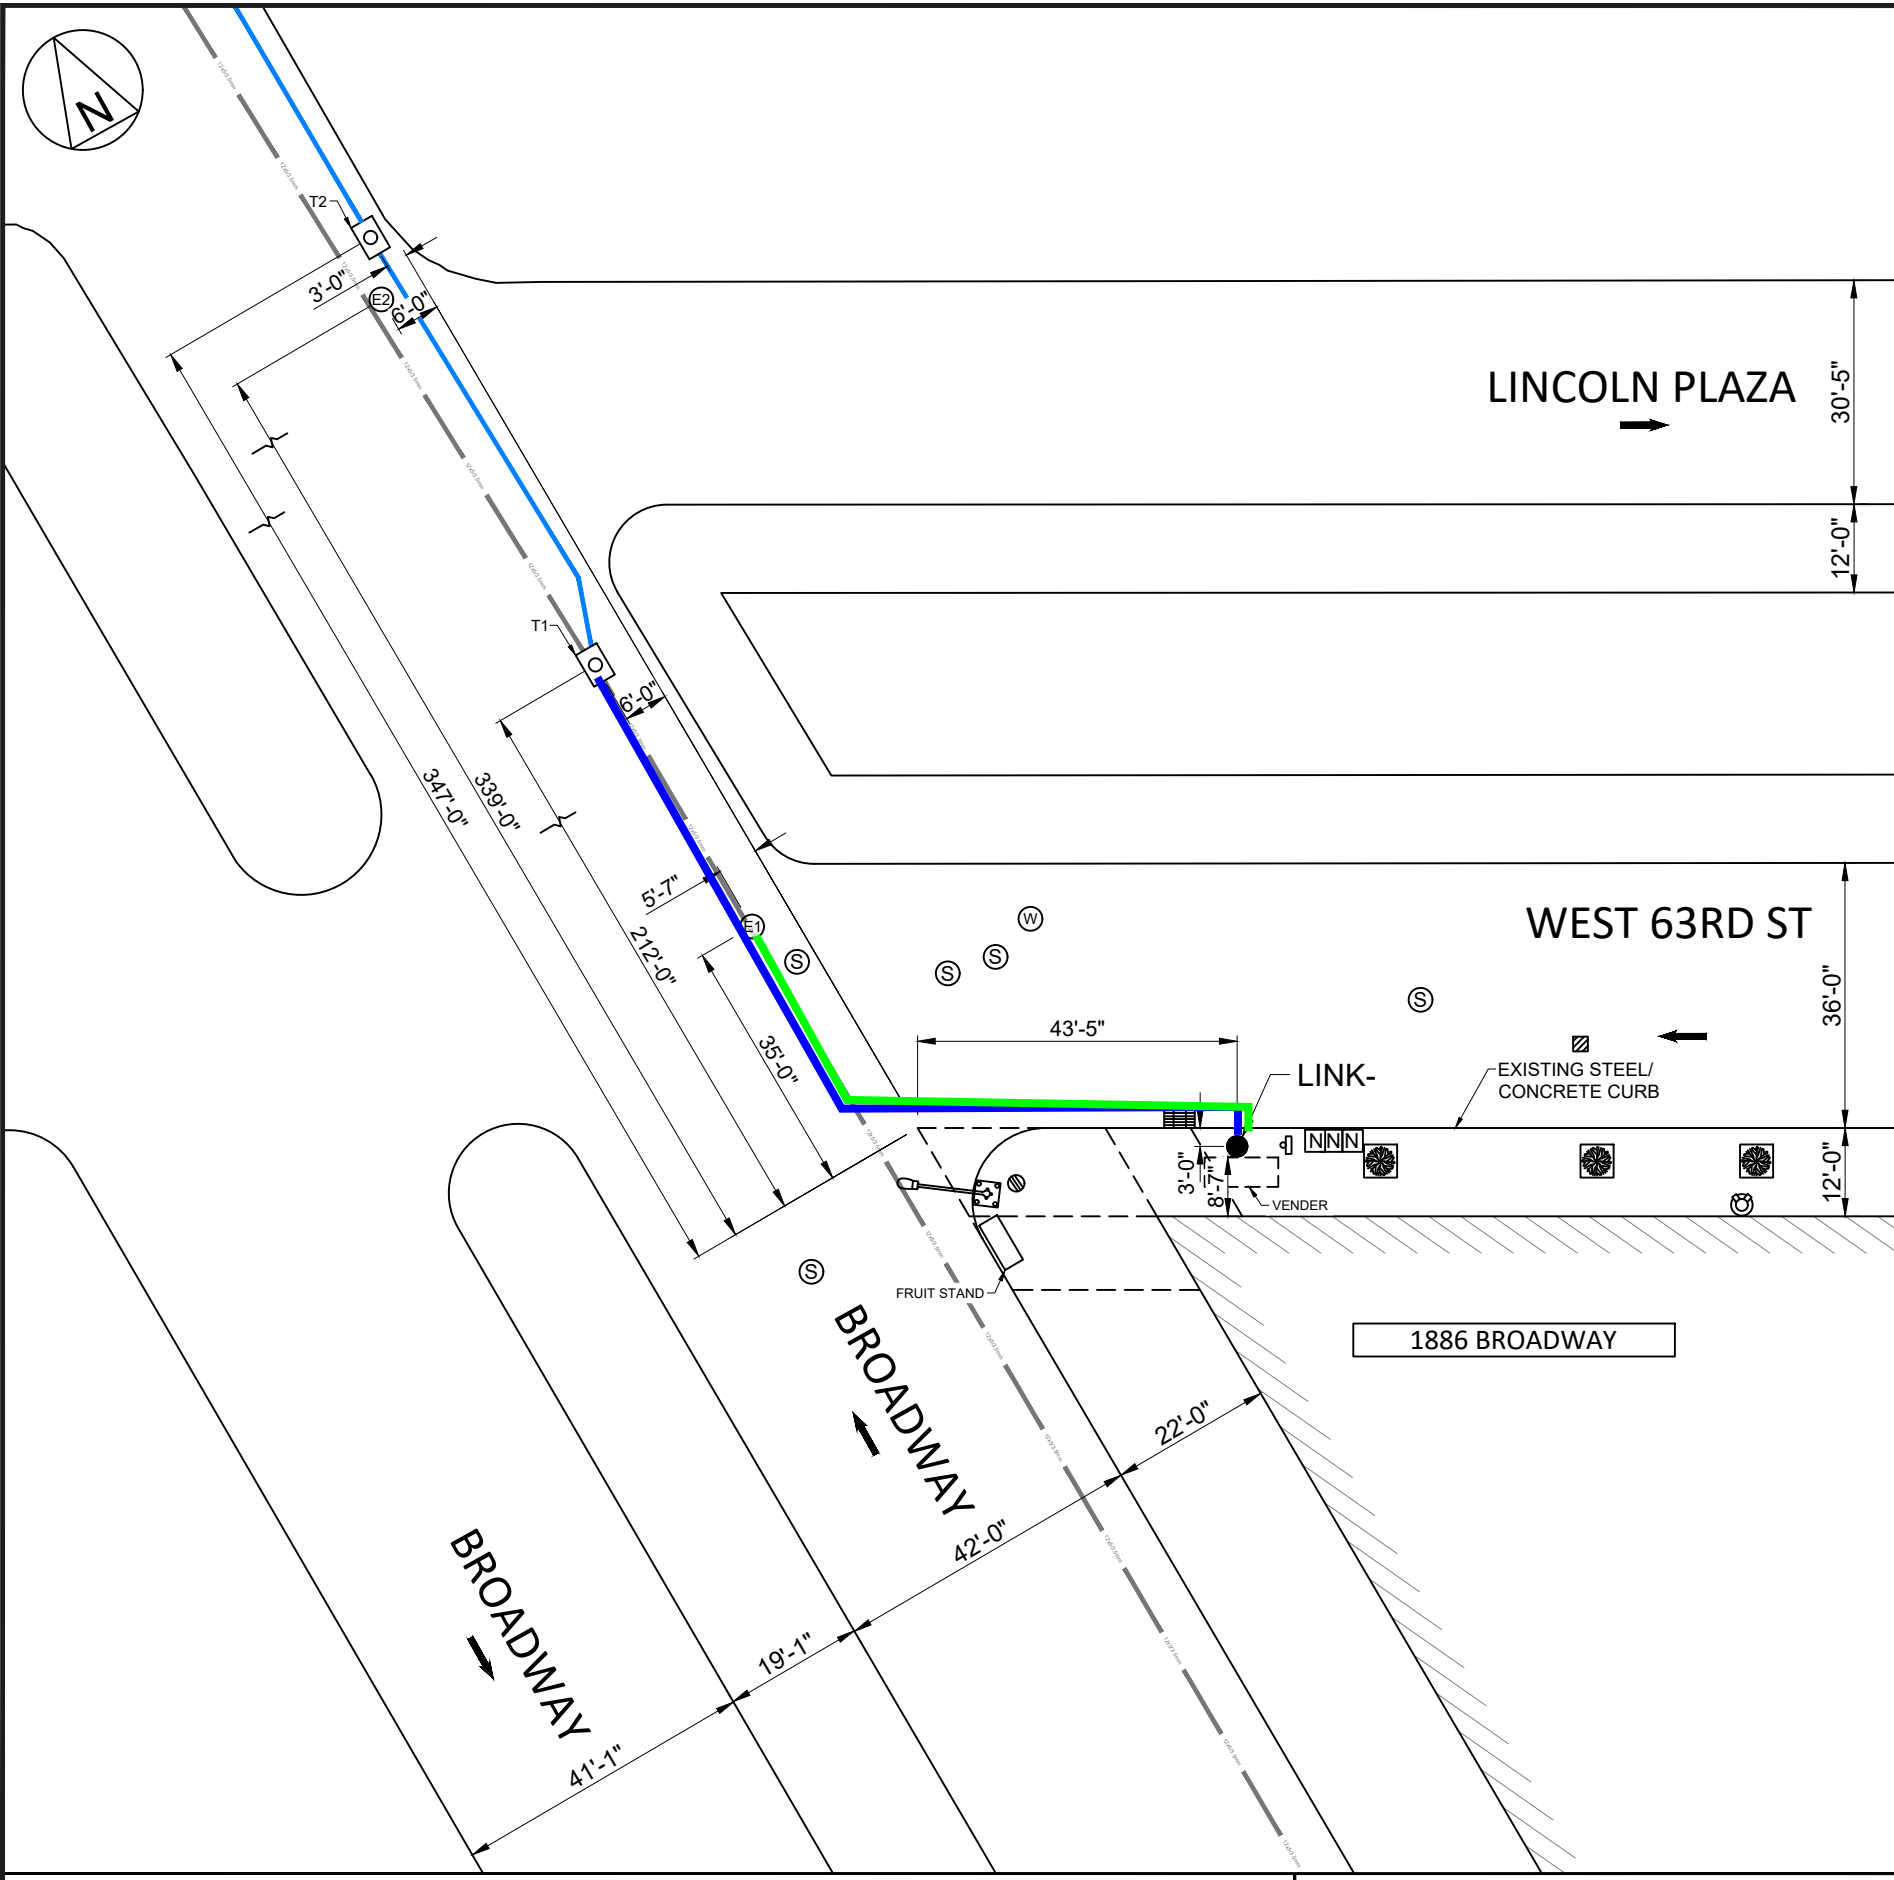 N
T2
3'-0"
E2
6'-0"
LINCOLN PLAZA
30'-5"
12'-0"
T1
6'-0"
347'-0"
339'-0"
5'-7"
E1
212'-0"
S
S
S
W
WEST 63RD ST
36'-0"
S
35'-0"
43'-5"
LINK-
EXISTING STEEL/
CONCRETE CURB
N N N
3'-0"
8'-7"
12'-0"
VENDER
S
FRUIT STAND
BROADWAY
1886 BROADWAY
22'-0"
42'-0"
BROADWAY
19'-1"
41'-1"